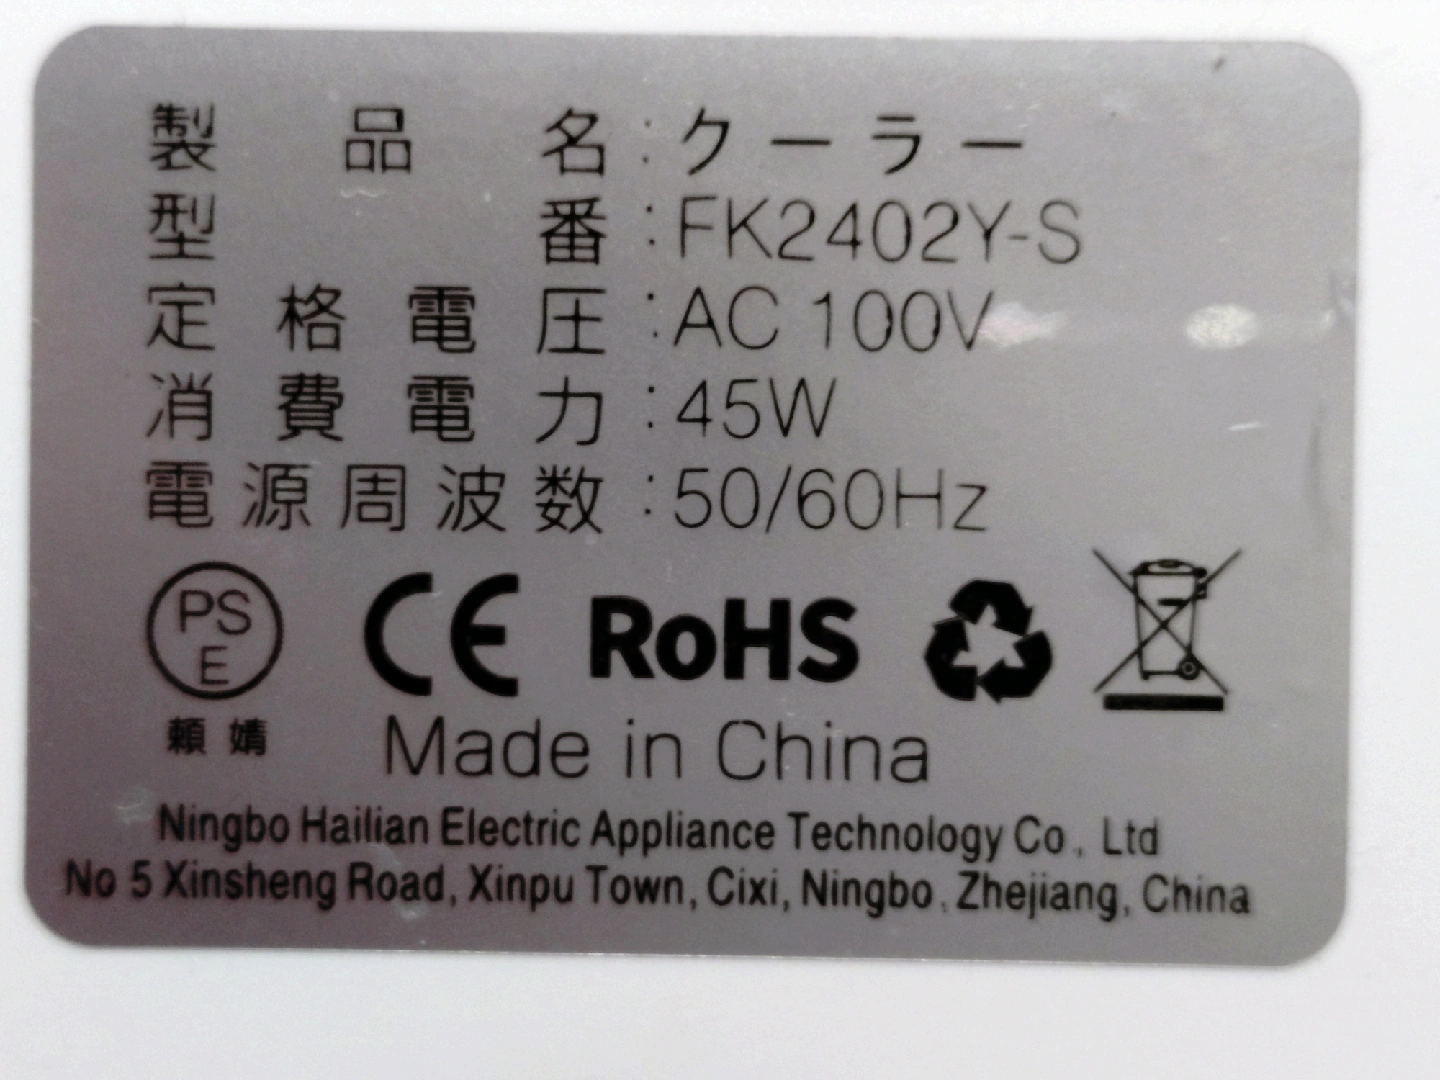 製品名:クーラー
型番:FK2402Y-S
定格電圧:AC 100V
消費電力:45W
電源周波数:50/60Hz
PS
E
CE RoHS
頼婧
Made in China
Ningbo Hailian Electric Appliance Technology Co., Ltd
No 5 Xinsheng Road, Xinpu Town, Cixi, Ningbo, Zhejiang, China